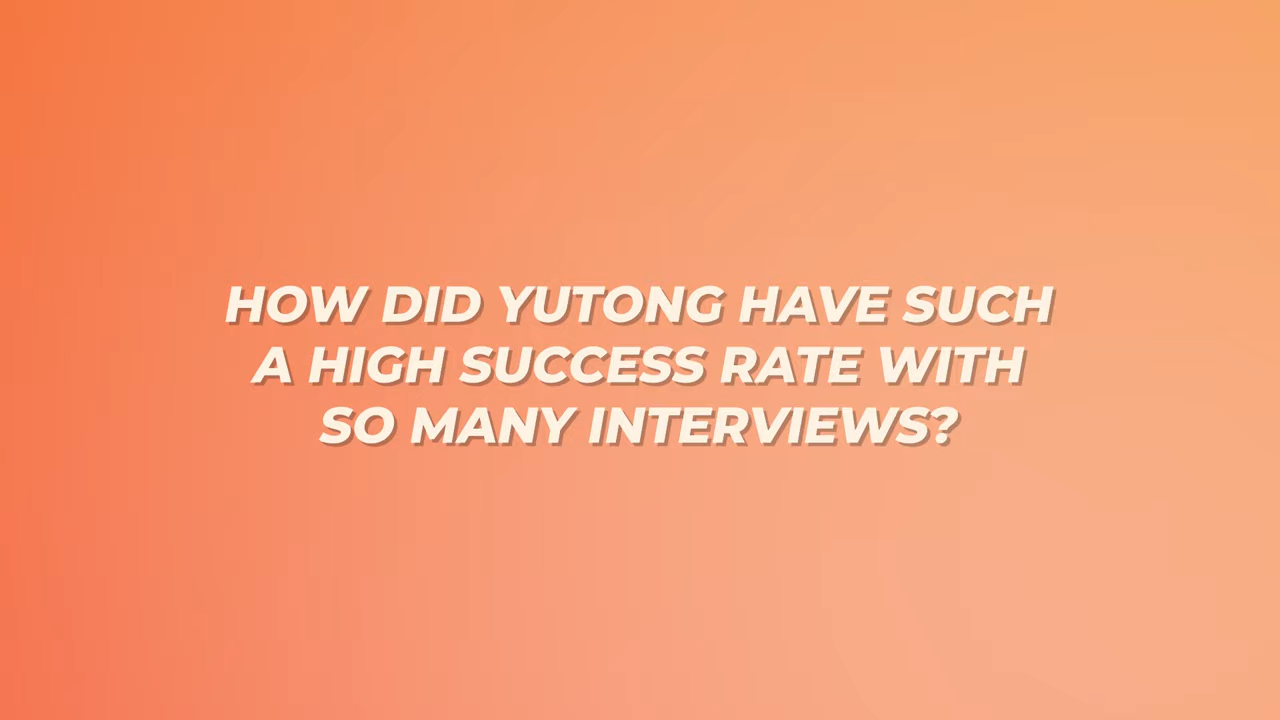 HOW DID YUTONG HAVE SUCH
A HIGH SUCCESS RATE WITH
SO MANY INTERVIEWS?